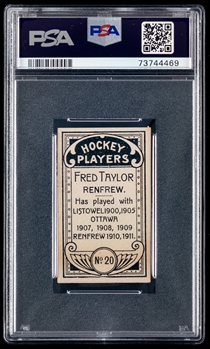 PSA
PSA
73744469
HOCKEY
PLAYERS
FRED TAYLOR
RENFREW.
Has played with
LISTOWEL 1900, 1905
OTTAWA
1907, 1908, 1909
RENFREW 1910, 1911.
No 20